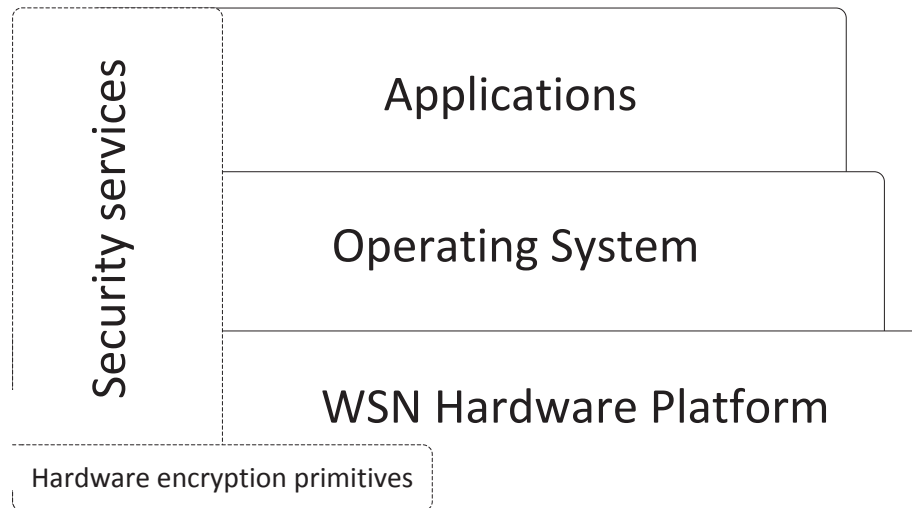 Security services
Applications
Operating System
WSN Hardware Platform
Hardware encryption primitives